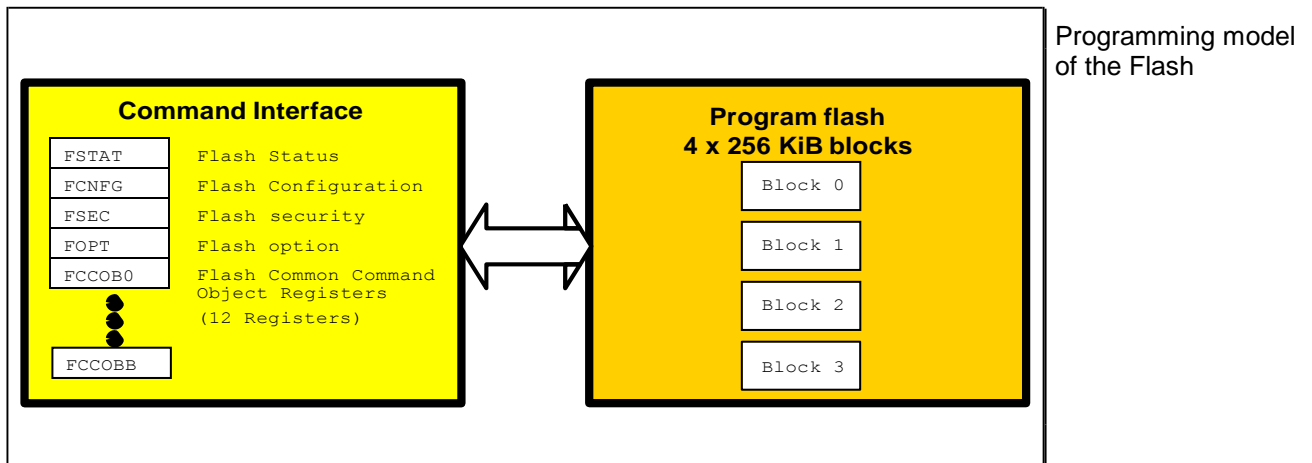 Programming model
of the Flash
Command Interface
FSTAT Flash Status
FCNFG Flash Configuration
FSEC Flash security
FOPT Flash option
FCCOB0 Flash Common Command
Object Registers
(12 Registers)
FCCOBB
Program flash
4 x 256 KiB blocks
Block 0
Block 1
Block 2
Block 3